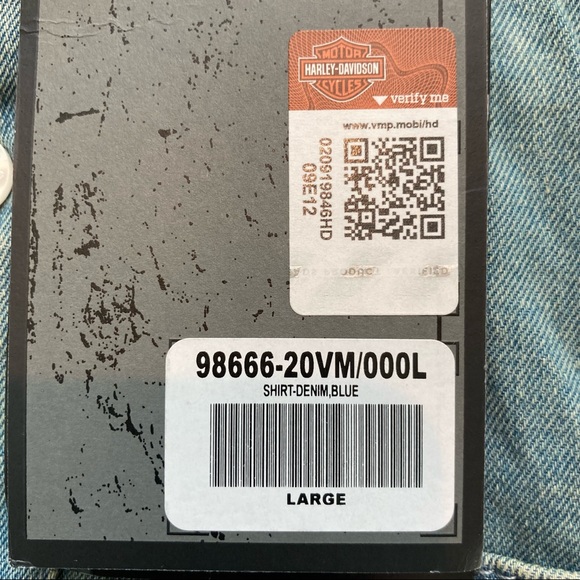 MOTOR
HARLEY-DAVIDSON
CYCLES
verify me
www.vmp.mobi/hd
020919846HD
09E12
98666-20VM/000L
SHIRT-DENIM,BLUE
LARGE